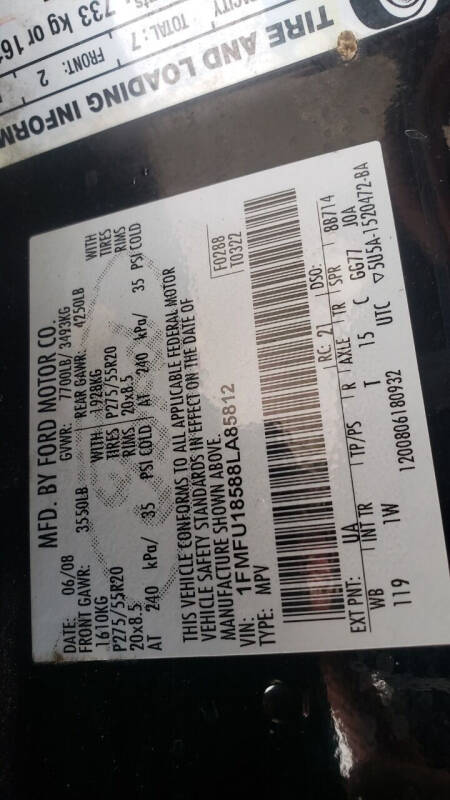 TIRE AND LOADING INFORM
TOTAL: 7
FRONT: 2
733 kg or 161
MFD. BY FORD MOTOR CO.
DATE: 06/08 GVWR: 7700LB/ 3493KG
FRONT GAWR: 3550LB REAR GAWR: 4250LB
1610KG WITH 1928KG WITH
P275/55R20 TIRES P275/55R20 TIRES
20x8.5 RIMS 20x8.5 RIMS
AT 240 kPa/ 35 PSI COLD AT 240 kPa/ 35 PSI COLD
THIS VEHICLE CONFORMS TO ALL APPLICABLE FEDERAL MOTOR
VEHICLE SAFETY STANDARDS IN EFFECT ON THE DATE OF
MANUFACTURE SHOWN ABOVE.
F0288
T0322
VIN: 1FMFU18588LA85812
TYPE: MPV
EXT PNT: UA RC: 21 DSO: BB714
WB INT TR TP/PS R AXLE TR SPR
119 1W T 15 C GG77 J0A
UTC ▽5U5A-1520472-BA
1200806180932